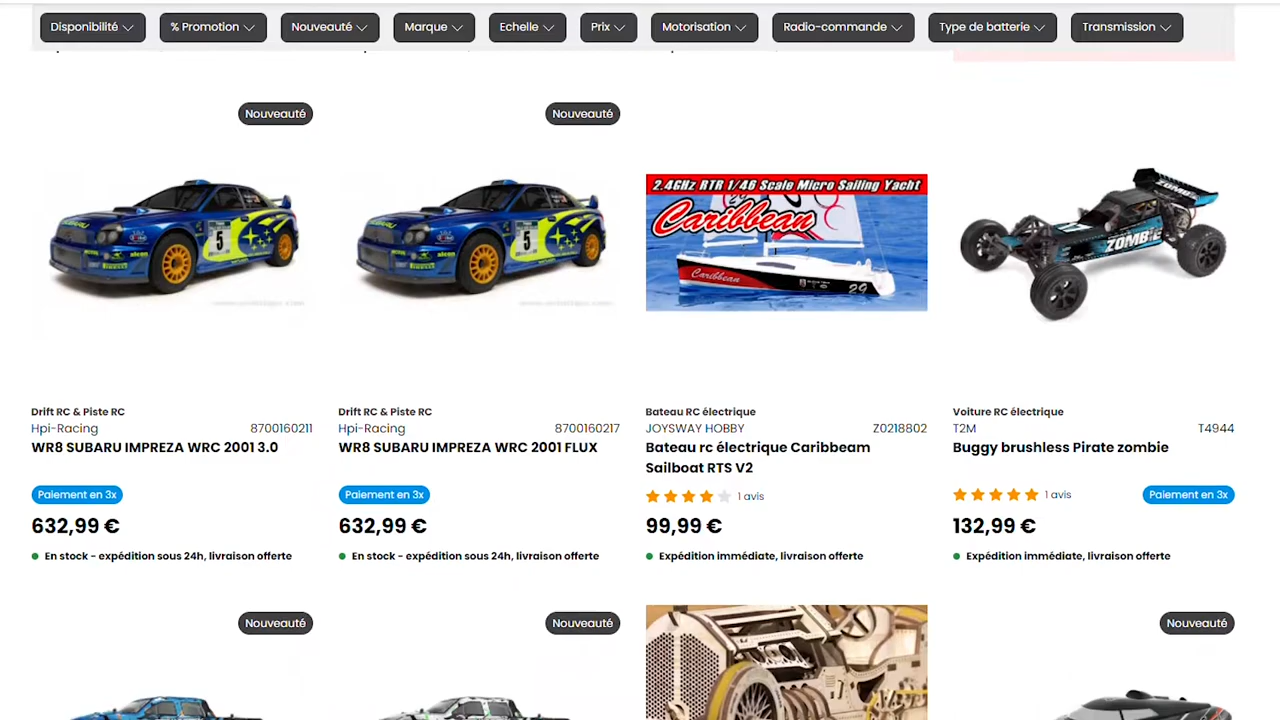 Disponibilité
% Promotion
Nouveauté
Marque
Echelle
Prix
Motorisation
Radio-commande
Type de batterie
Transmission
Nouveauté
Nouveauté
5
5
2.4GHz RTR 1/46 Scale Micro Sailing Yacht
Caribbean
Caribbean
29
ZOMBIE
ZOMBIE
Drift RC & Piste RC
Hpi-Racing 8700160211
WR8 SUBARU IMPREZA WRC 2001 3.0
Paiement en 3x
632,99 €
En stock - expédition sous 24h, livraison offerte
Drift RC & Piste RC
Hpi-Racing 8700160217
WR8 SUBARU IMPREZA WRC 2001 FLUX
Paiement en 3x
632,99 €
En stock - expédition sous 24h, livraison offerte
Bateau RC électrique
JOYSWAY HOBBY Z0218802
Bateau rc électrique Caribbeam
Sailboat RTS V2
1 avis
99,99 €
Expédition immédiate, livraison offerte
Voiture RC électrique
T2M T4944
Buggy brushless Pirate zombie
1 avis Paiement en 3x
132,99 €
Expédition immédiate, livraison offerte
Nouveauté
Nouveauté
Nouveauté